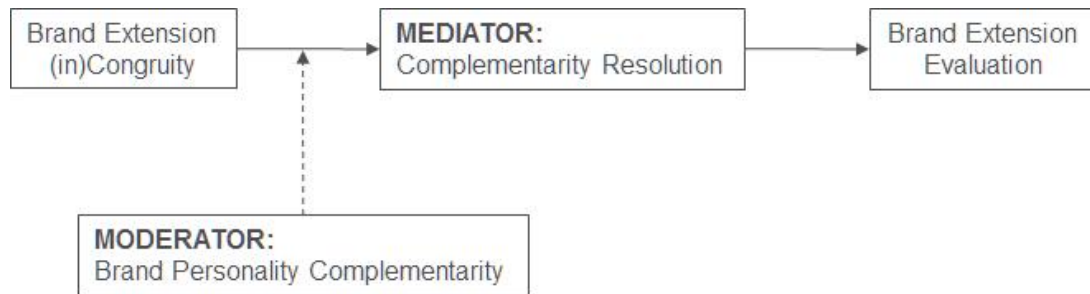 Brand Extension
(in)Congruity
MEDIATOR:
Complementarity Resolution
Brand Extension
Evaluation
MODERATOR:
Brand Personality Complementarity